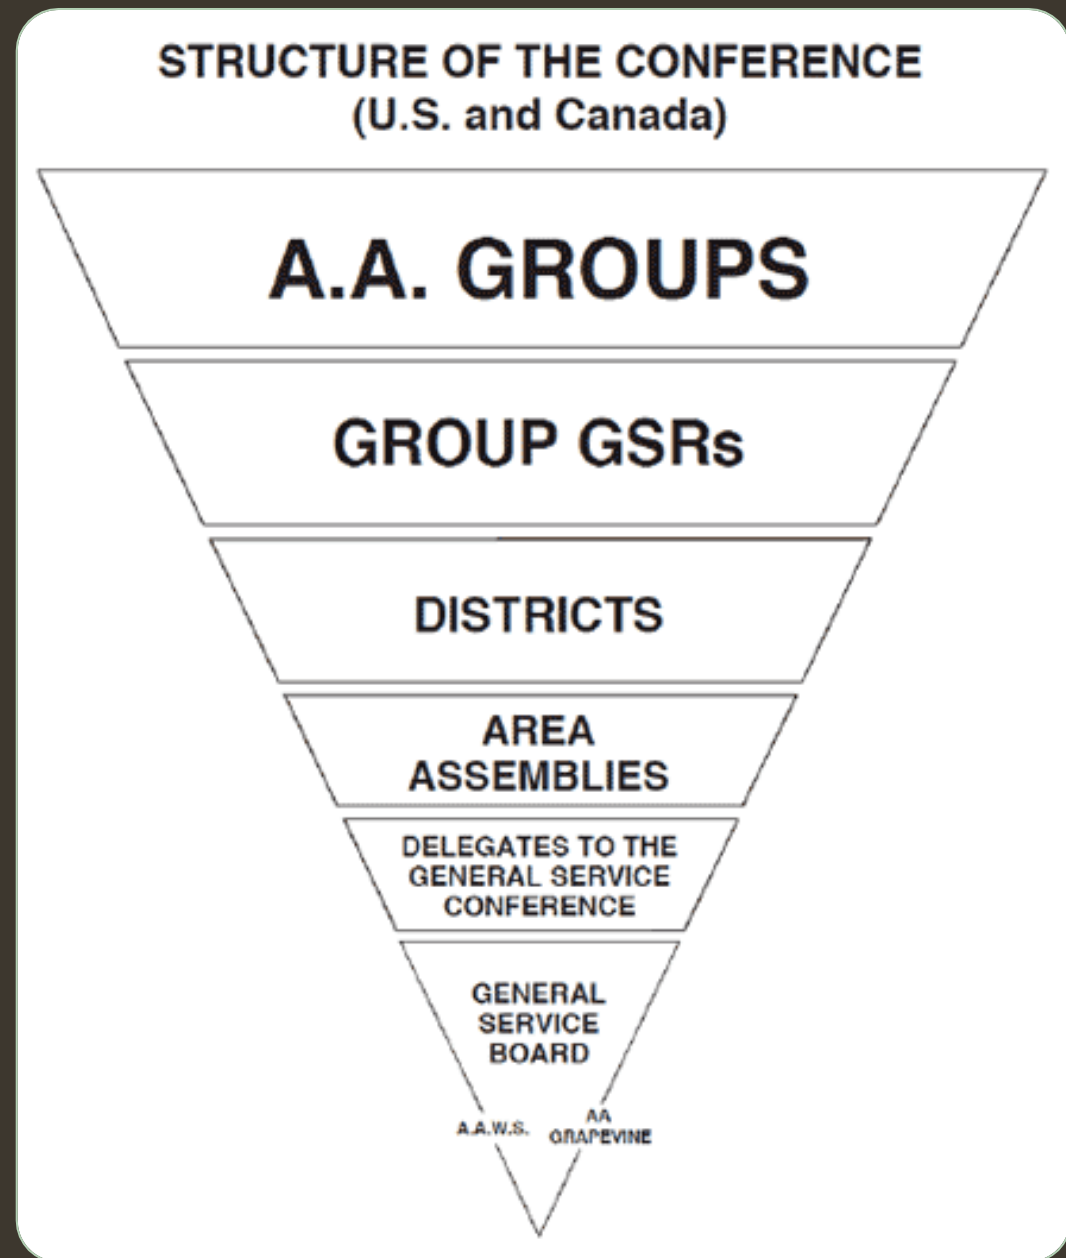 STRUCTURE OF THE CONFERENCE
(U.S. and Canada)
A.A. GROUPS
GROUP GSRs
DISTRICTS
AREA
ASSEMBLIES
DELEGATES TO THE
GENERAL SERVICE
CONFERENCE
GENERAL
SERVICE
BOARD
A.A.W.S.
AA
GRAPEVINE